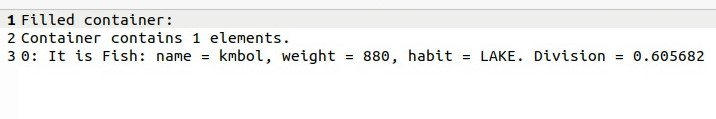 1 Filled container:
2 Container contains 1 elements.
3 0: It is Fish: name = kmbol, weight = 880, habit = LAKE. Division = 0.605682